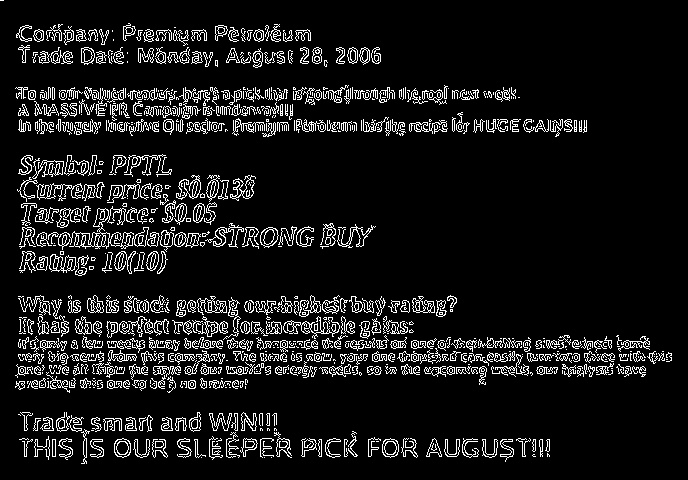 Company: Premium Petroleum
Trade Date: Monday, August 28, 2006
To all our valued readers, here's a pick that is going through the roof next week.
A MASSIVE PR Campaign is underway!!!
In the hugely lucrative Oil sector, Premium Petroleum has the recipe for HUGE GAINS!!!
Symbol: PPTL
Current price: $0.0138
Target price: $0.05
Recommendation: STRONG BUY
Rating: 10(10)
Why is this stock getting our highest buy rating?
It has the perfect recipe for incredible gains:
It's only a few weeks away before they announce the results on one of their drilling sites, expect some
very big news from this company. The time is now, your one thousand can easily turn into three with this
one! We all know the state of our world's energy needs, so in the upcoming weeks, our analysts have
predicted this one to be a no brainer!
Trade smart and WIN!!!
THIS IS OUR SLEEPER PICK FOR AUGUST!!!